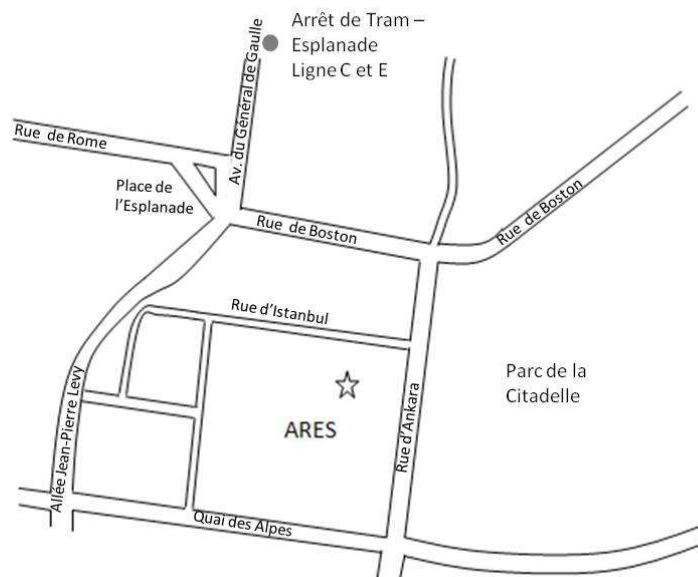 Arrêt de Tram –
Esplanade
Ligne C et E
Av. du Général de Gaulle
Rue de Rome
Place de
l'Esplanade
Rue de Boston
Rue de Boston
Rue d'Istanbul
Parc de la
Citadelle
ARES
Rue d'Ankara
Allée Jean-Pierre Levy
Quai des Alpes